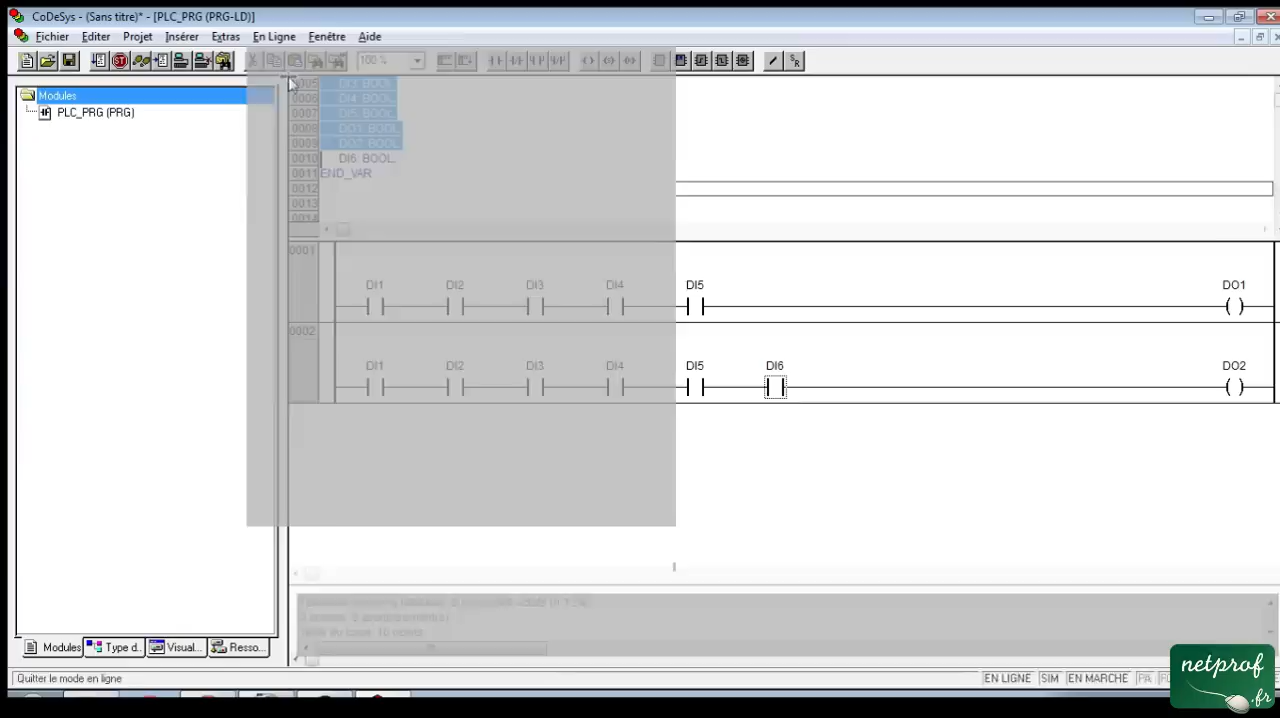 CoDeSys - (Sans titre)* - [PLC_PRG (PRG-LD)]
Fichier Editer Projet Insérer Extras En Ligne Fenêtre Aide
100 %
Modules
PLC_PRG (PRG)
0005 DI3: BOOL;
0006 DI4: BOOL;
0007 DI5: BOOL;
0008 DO1: BOOL;
0009 DO2: BOOL;
0010 DI6: BOOL;
0011 END_VAR
0012
0013
0014
0001
DI1 DI2 DI3 DI4 DI5 DO1
0002
DI1 DI2 DI3 DI4 DI5 DI6 DO2
Modules Type d... Visual... Resso...
Quitter le mode en ligne
EN LIGNE SIM EN MARCHE PA
netprof
.fr